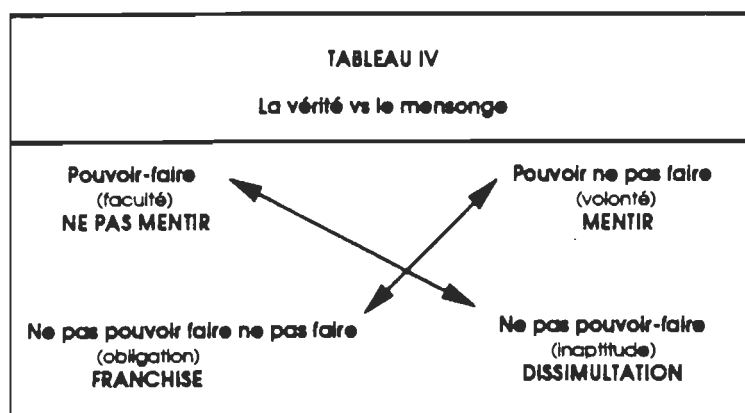 TABLEAU IV
La vérité vs le mensonge
Pouvoir-faire
(faculté)
NE PAS MENTIR
Pouvoir ne pas faire
(volonté)
MENTIR
Ne pas pouvoir faire ne pas faire
(obligation)
FRANCHISE
Ne pas pouvoir-faire
(inaptitude)
DISSIMULTATION